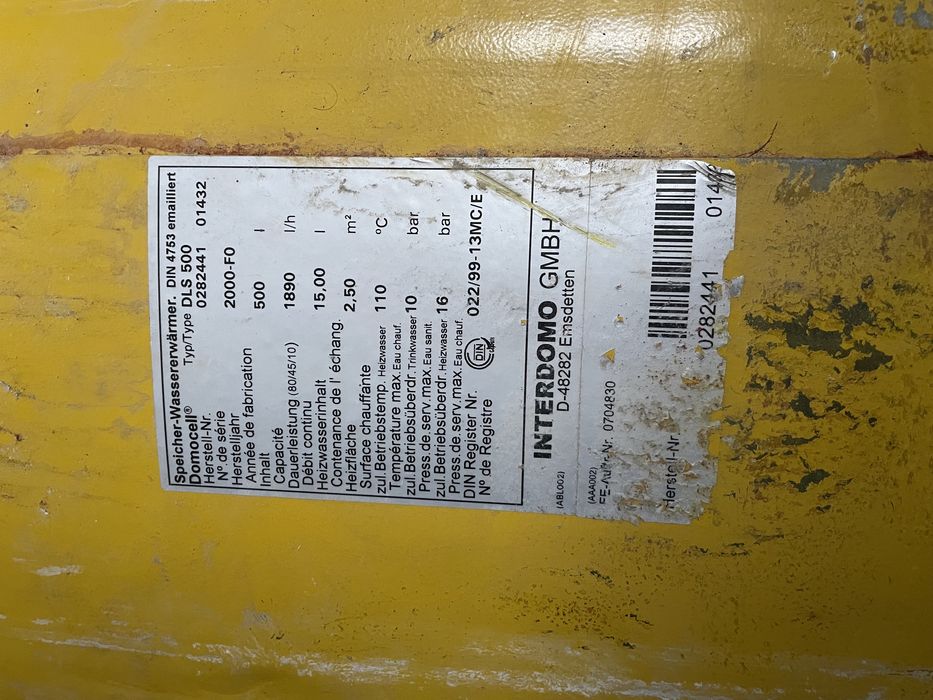 Speicher-Wassererwärmer. DIN 4753 emailliert
Domocell® Typ/Type DLS 500
Herstell-Nr. 0282441 01432
N° de série
Herstelljahr 2000-F0
Année de fabrication
Inhalt 500 l
Capacité
Dauerleistung (80/45/10) 1890 l/h
Débit continu
Heizwasserinhalt 15,00 l
Contenance de l' échang.
Heizfläche 2,50 m²
Surface chauffánte
zul.Betriebstemp. Heizwasser 110 °C
Température max. Eau chauf.
zul.Betriebsüberdr. Trinkwasser 10 bar
Press.de.serv.max. Eau sanit.
zul.Betriebsüberdr. Heizwasser 16 bar
Press.de.serv.max. Eau chauf.
DIN Register Nr. DIN 022/99-13MC/E
N° de Registre
INTERDOMO GMBH
D-48282 Emsdetten
(ABL002)
(AAA002)
Nr. 0704830
Herstell-Nr
0282441 014